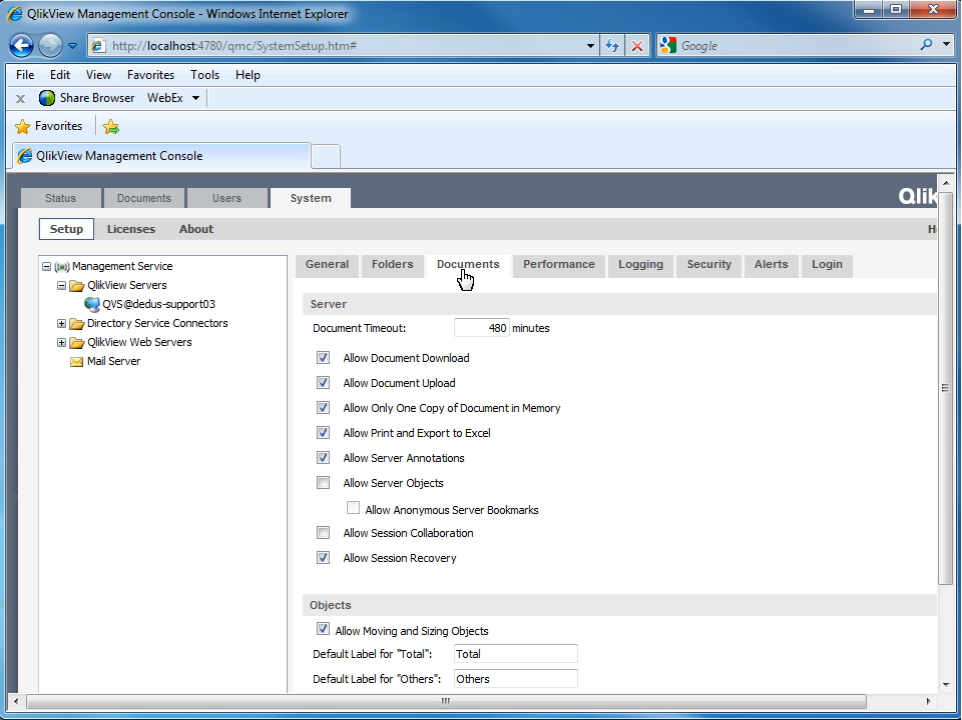 QlikView Management Console - Windows Internet Explorer
http://localhost:4780/qmc/SystemSetup.htm#
Google
File Edit View Favorites Tools Help
x Share Browser WebEx
Favorites
QlikView Management Console
Status Documents Users System
Qlik
Setup Licenses About
H
Management Service
QlikView Servers
QVS@dedus-support03
Directory Service Connectors
QlikView Web Servers
Mail Server
General Folders Documents Performance Logging Security Alerts Login
Server
Document Timeout: 480 minutes
Allow Document Download
Allow Document Upload
Allow Only One Copy of Document in Memory
Allow Print and Export to Excel
Allow Server Annotations
Allow Server Objects
Allow Anonymous Server Bookmarks
Allow Session Collaboration
Allow Session Recovery
Objects
Allow Moving and Sizing Objects
Default Label for "Total": Total
Default Label for "Others": Others